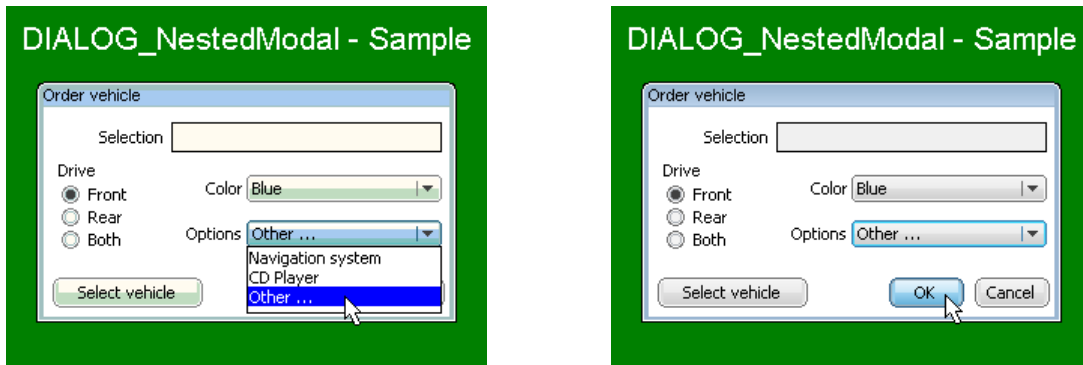 DIALOG_NestedModal - Sample
Order vehicle
Selection
Drive
Front
Rear
Both
Color Blue
Options Other ...
Navigation system
CD Player
Other ...
Select vehicle
DIALOG_NestedModal - Sample
Order vehicle
Selection
Drive
Front
Rear
Both
Color Blue
Options Other ...
Select vehicle
OK
Cancel